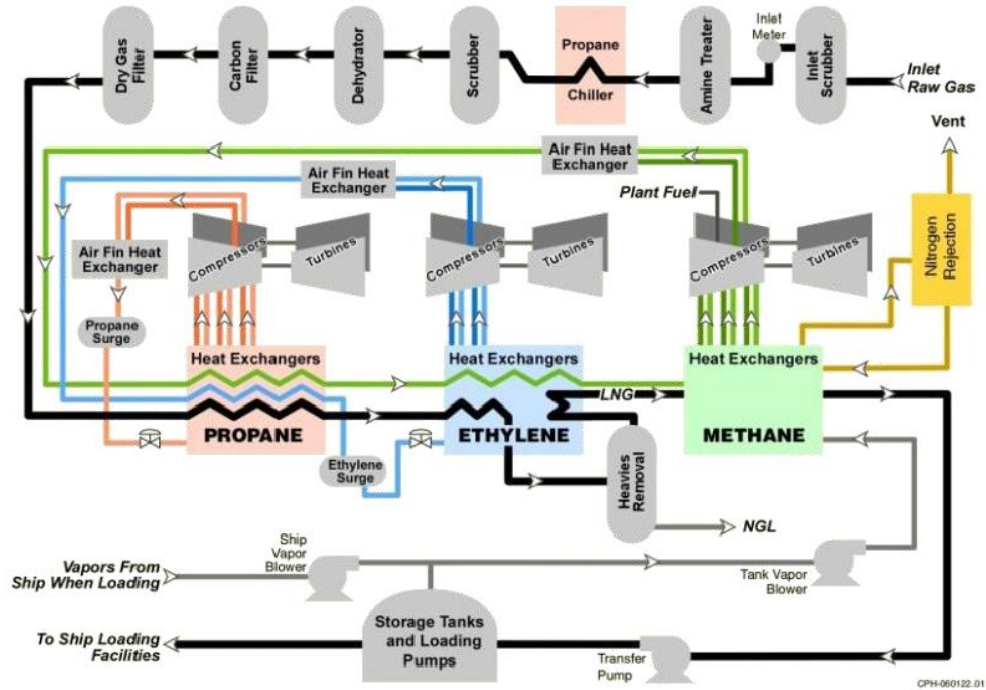 Dry Gas
Filter
Carbon
Filter
Dehydrator
Scrubber
Propane
Chiller
Amine Treater
Inlet
Meter
Inlet
Scrubber
Inlet
Raw Gas
Vent
Air Fin Heat
Exchanger
Air Fin Heat
Exchanger
Plant Fuel
Nitrogen
Rejection
Air Fin Heat
Exchanger
Compressors
Turbines
Compressors
Turbines
Compressors
Turbines
Propane
Surge
Heat Exchangers
PROPANE
Heat Exchangers
LNG
ETHYLENE
Heat Exchangers
METHANE
Ethylene
Surge
Heavies
Removal
NGL
Ship
Vapor
Blower
Vapors From
Ship When Loading
Tank Vapor
Blower
Storage Tanks
and Loading
Pumps
To Ship Loading
Facilities
Transfer
Pump
CPH-060122.01